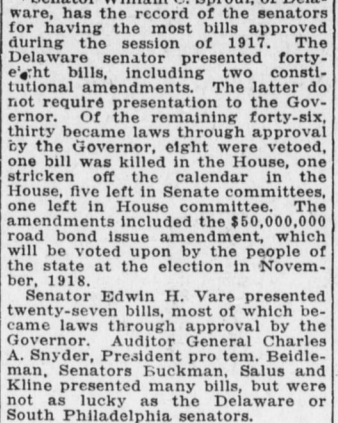 Senator William C. Sproul, of Dela-
ware, has the record of the senators
for having the most bills approved
during the session of 1917. The
Delaware senator presented forty-
eight bills, including two consti-
tutional amendments. The latter do
not require presentation to the Gov-
ernor. Of the remaining forty-six,
thirty became laws through approval
by the Governor, eight were vetoed,
one bill was killed in the House, one
stricken off the calendar in the
House, five left in Senate committees,
one left in House committee. The
amendments included the $50,000,000
road bond issue amendment, which
will be voted upon by the people of
the state at the election in Novem-
ber, 1918.
Senator Edwin H. Vare presented
twenty-seven bills, most of which be-
came laws through approval by the
Governor. Auditor General Charles
A. Snyder, President pro tem. Beidle-
man, Senators Buckman, Salus and
Kline presented many bills, but were
not as lucky as the Delaware or
South Philadelphia senators.